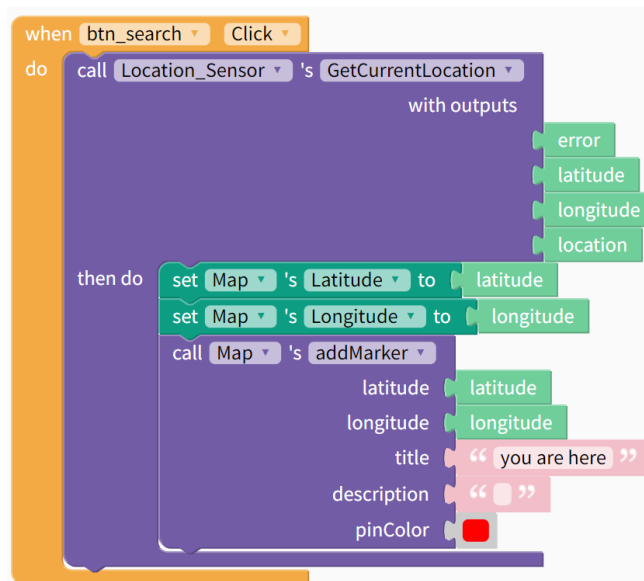 when btn_search Click
do call Location_Sensor 's GetCurrentLocation
with outputs
error
latitude
longitude
location
then do set Map 's Latitude to latitude
set Map 's Longitude to longitude
call Map 's addMarker
latitude latitude
longitude longitude
title “ you are here ”
description “ ”
pinColor